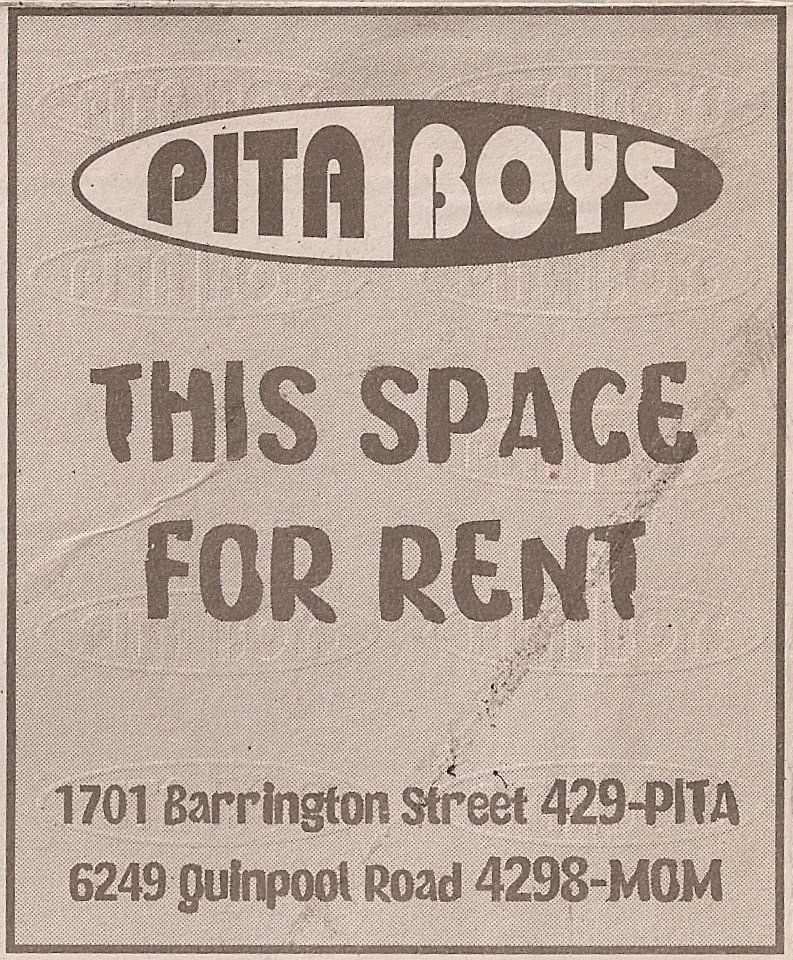 PITA BOYS
THIS SPACE
FOR RENT
1701 Barrington Street 429-PITA
6249 Quinpool Road 4298-MOM